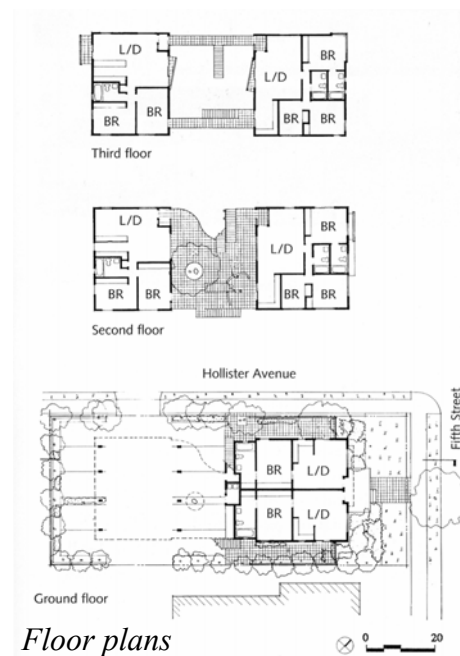 L/D
L/D
BR
BR
BR
BR
BR
Third floor
L/D
L/D
BR
BR
BR
BR
BR
Second floor
Hollister Avenue
Fifth Street
BR
L/D
BR
L/D
Ground floor
Floor plans
0 20